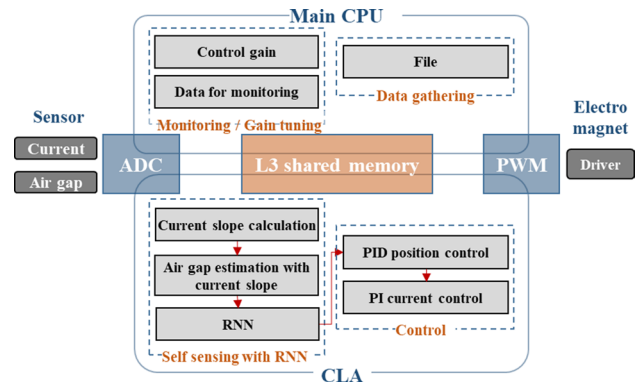 Main CPU
Control gain
Data for monitoring
Monitoring / Gain tuning
File
Data gathering
Sensor
Current
Air gap
ADC
L3 shared memory
PWM
Electro
magnet
Driver
Current slope calculation
Air gap estimation with
current slope
RNN
Self sensing with RNN
PID position control
PI current control
Control
CLA